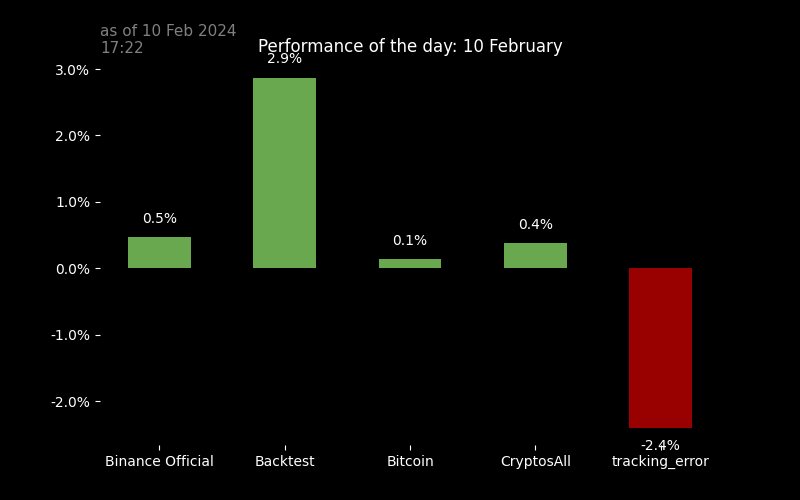 as of 10 Feb 2024
17:22
Performance of the day: 10 February
3.0%
2.0%
1.0%
0.0%
-1.0%
-2.0%
0.5%
2.9%
0.1%
0.4%
-2.4%
Binance Official
Backtest
Bitcoin
CryptosAll
tracking_error